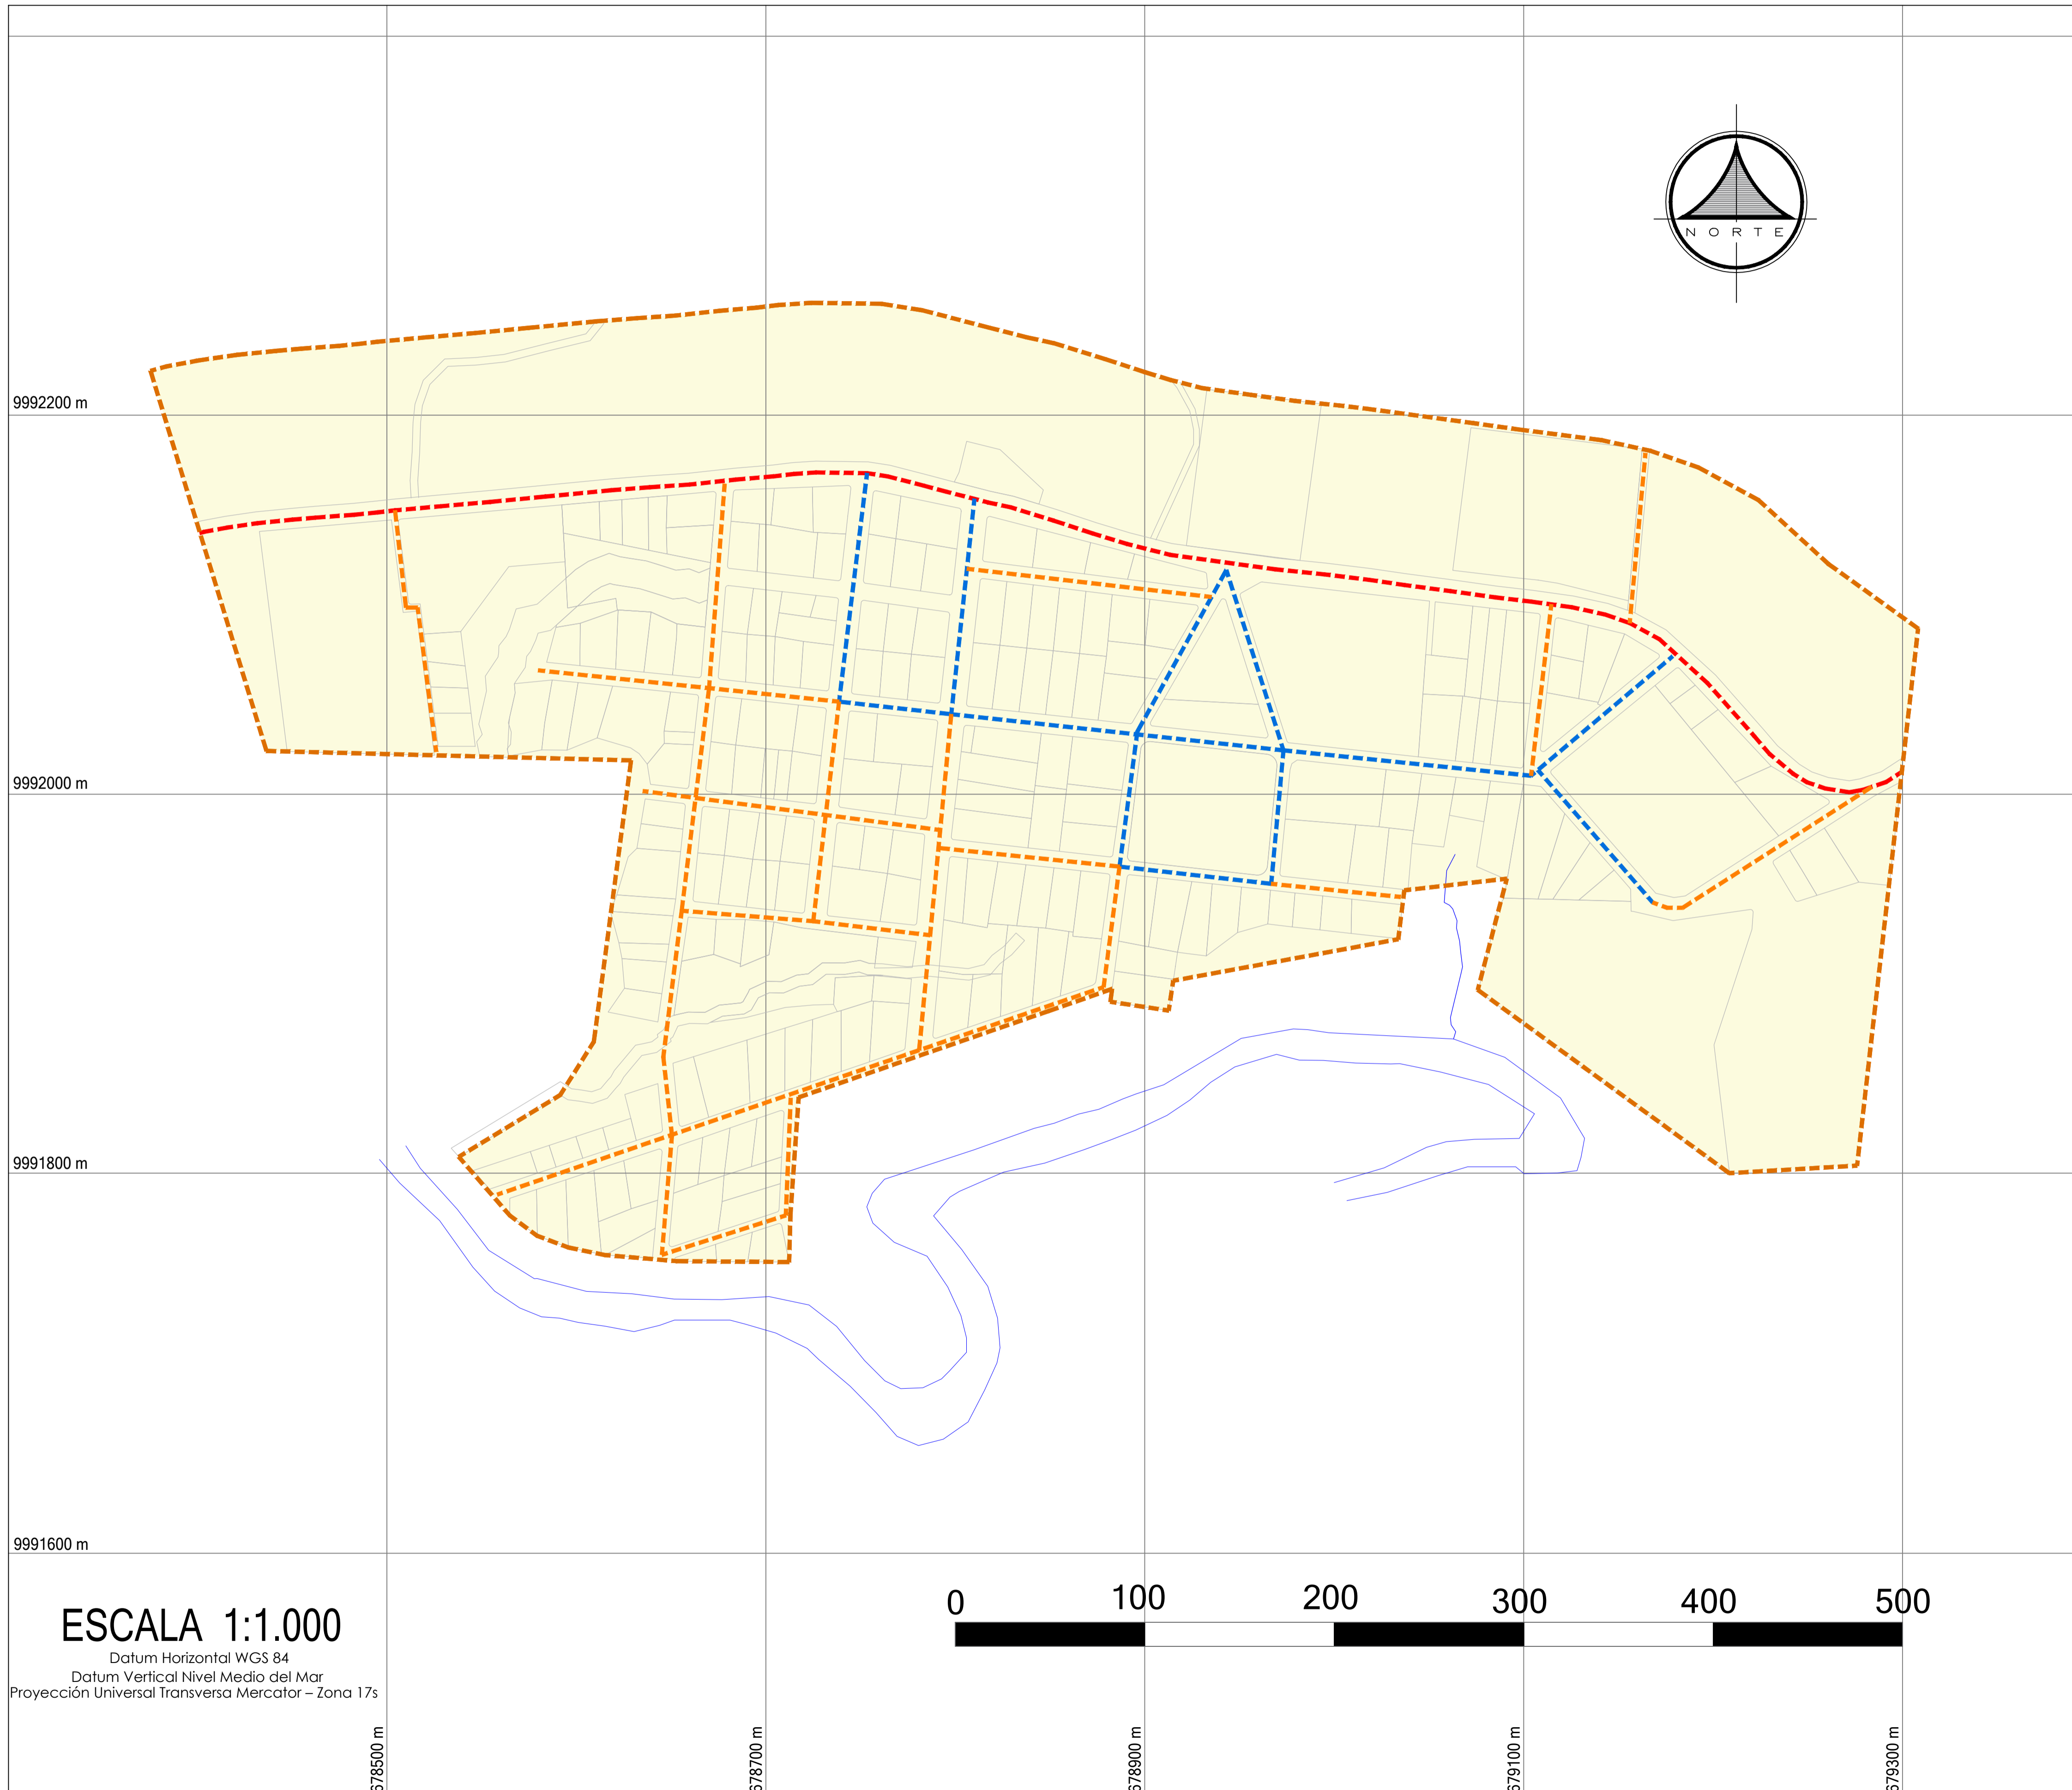 NORTE
9992200 m
9992000 m
9991800 m
9991600 m
0 100 200 300 400 500
ESCALA 1:1.000
Datum Horizontal WGS 84
Datum Vertical Nivel Medio del Mar
Proyección Universal Transversa Mercator – Zona 17s
678500 m
678700 m
678900 m
679100 m
679300 m